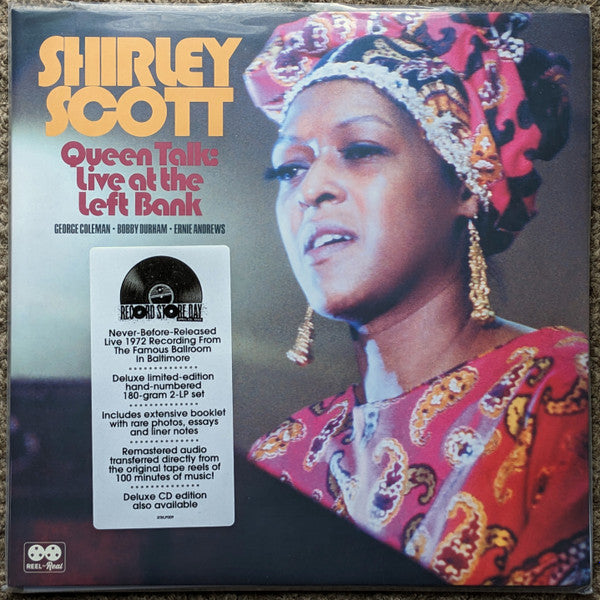 SHIRLEY
SCOTT
Queen Talk:
Live at the
Left Bank
GEORGE COLEMAN • BOBBY DURHAM • ERNIE ANDREWS
RECORD STORE DAY
Never-Before-Released
Live 1972 Recording From
The Famous Ballroom
In Baltimore
Deluxe limited-edition
hand-numbered
180-gram 2-LP set
Includes extensive booklet
with rare photos, essays
and liner notes
Remastered audio
transferred directly from
the original tape reels of
100 minutes of music!
Deluxe CD edition
also available
REEL to Real